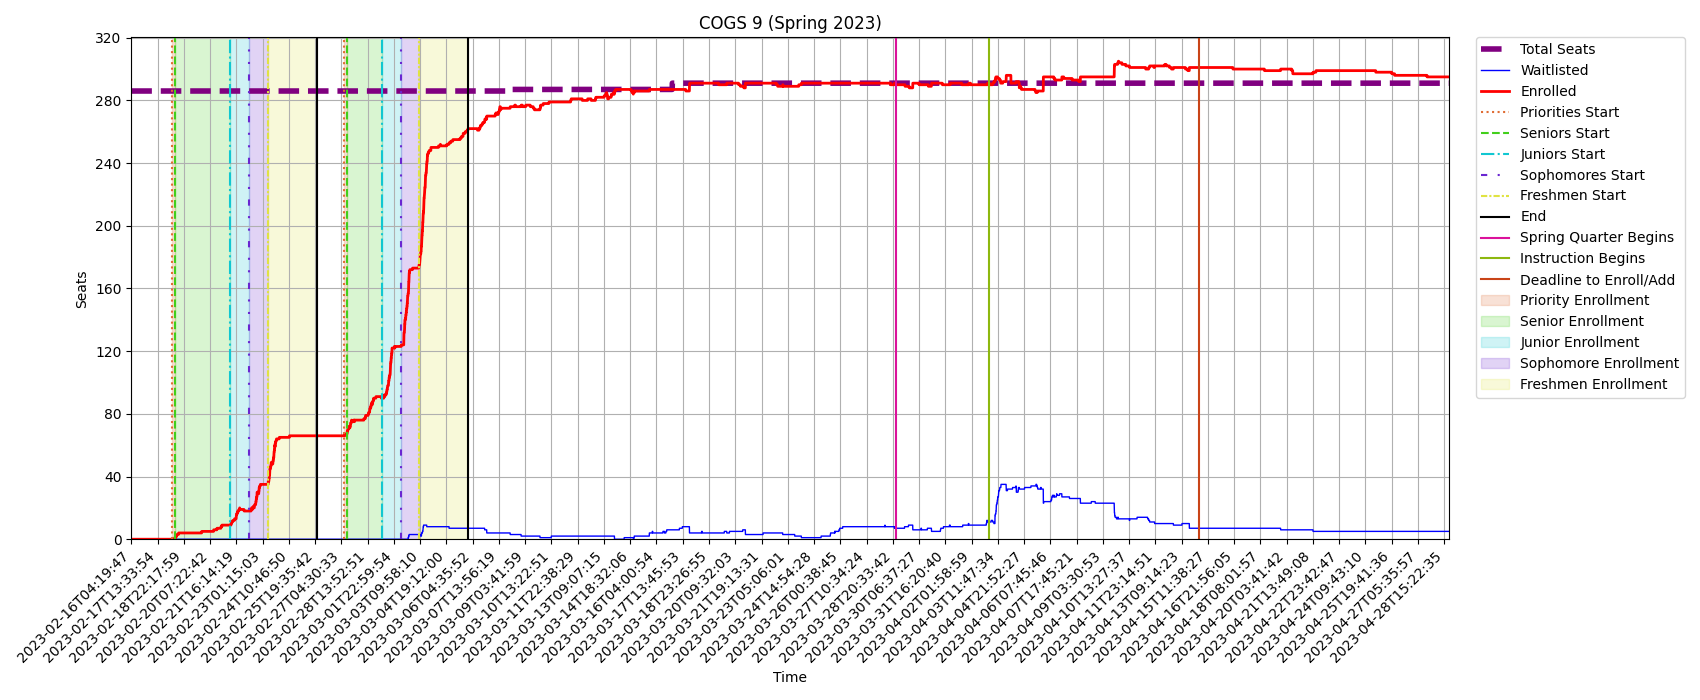 COGS 9 (Spring 2023)
320
280
240
200
160
120
80
40
0
Seats
2023-02-16T04:19:47
2023-02-17T13:33:54
2023-02-18T22:17:59
2023-02-20T07:22:42
2023-02-21T16:14:19
2023-02-23T01:15:03
2023-02-24T10:46:50
2023-02-25T19:35:42
2023-02-27T04:30:33
2023-02-28T13:52:51
2023-03-01T22:59:54
2023-03-03T09:58:10
2023-03-04T19:12:00
2023-03-06T04:35:52
2023-03-07T13:56:19
2023-03-09T03:41:59
2023-03-10T13:22:51
2023-03-11T22:38:29
2023-03-13T09:07:15
2023-03-14T18:32:06
2023-03-16T04:00:54
2023-03-17T13:45:53
2023-03-18T23:26:55
2023-03-20T09:32:03
2023-03-21T19:13:31
2023-03-23T05:06:01
2023-03-24T14:54:28
2023-03-26T00:38:45
2023-03-27T10:34:24
2023-03-28T20:33:42
2023-03-30T06:37:27
2023-03-31T16:20:40
2023-04-02T01:58:59
2023-04-03T11:47:34
2023-04-04T21:52:27
2023-04-06T07:45:46
2023-04-07T17:45:21
2023-04-09T03:30:53
2023-04-10T13:27:37
2023-04-11T23:14:51
2023-04-13T09:14:23
2023-04-15T11:38:27
2023-04-16T21:56:05
2023-04-18T08:01:57
2023-04-20T03:41:42
2023-04-21T13:49:08
2023-04-22T23:42:47
2023-04-24T09:43:10
2023-04-25T19:41:36
2023-04-27T05:35:57
2023-04-28T15:22:35
Time
Total Seats
Waitlisted
Enrolled
Priorities Start
Seniors Start
Juniors Start
Sophomores Start
Freshmen Start
End
Spring Quarter Begins
Instruction Begins
Deadline to Enroll/Add
Priority Enrollment
Senior Enrollment
Junior Enrollment
Sophomore Enrollment
Freshmen Enrollment